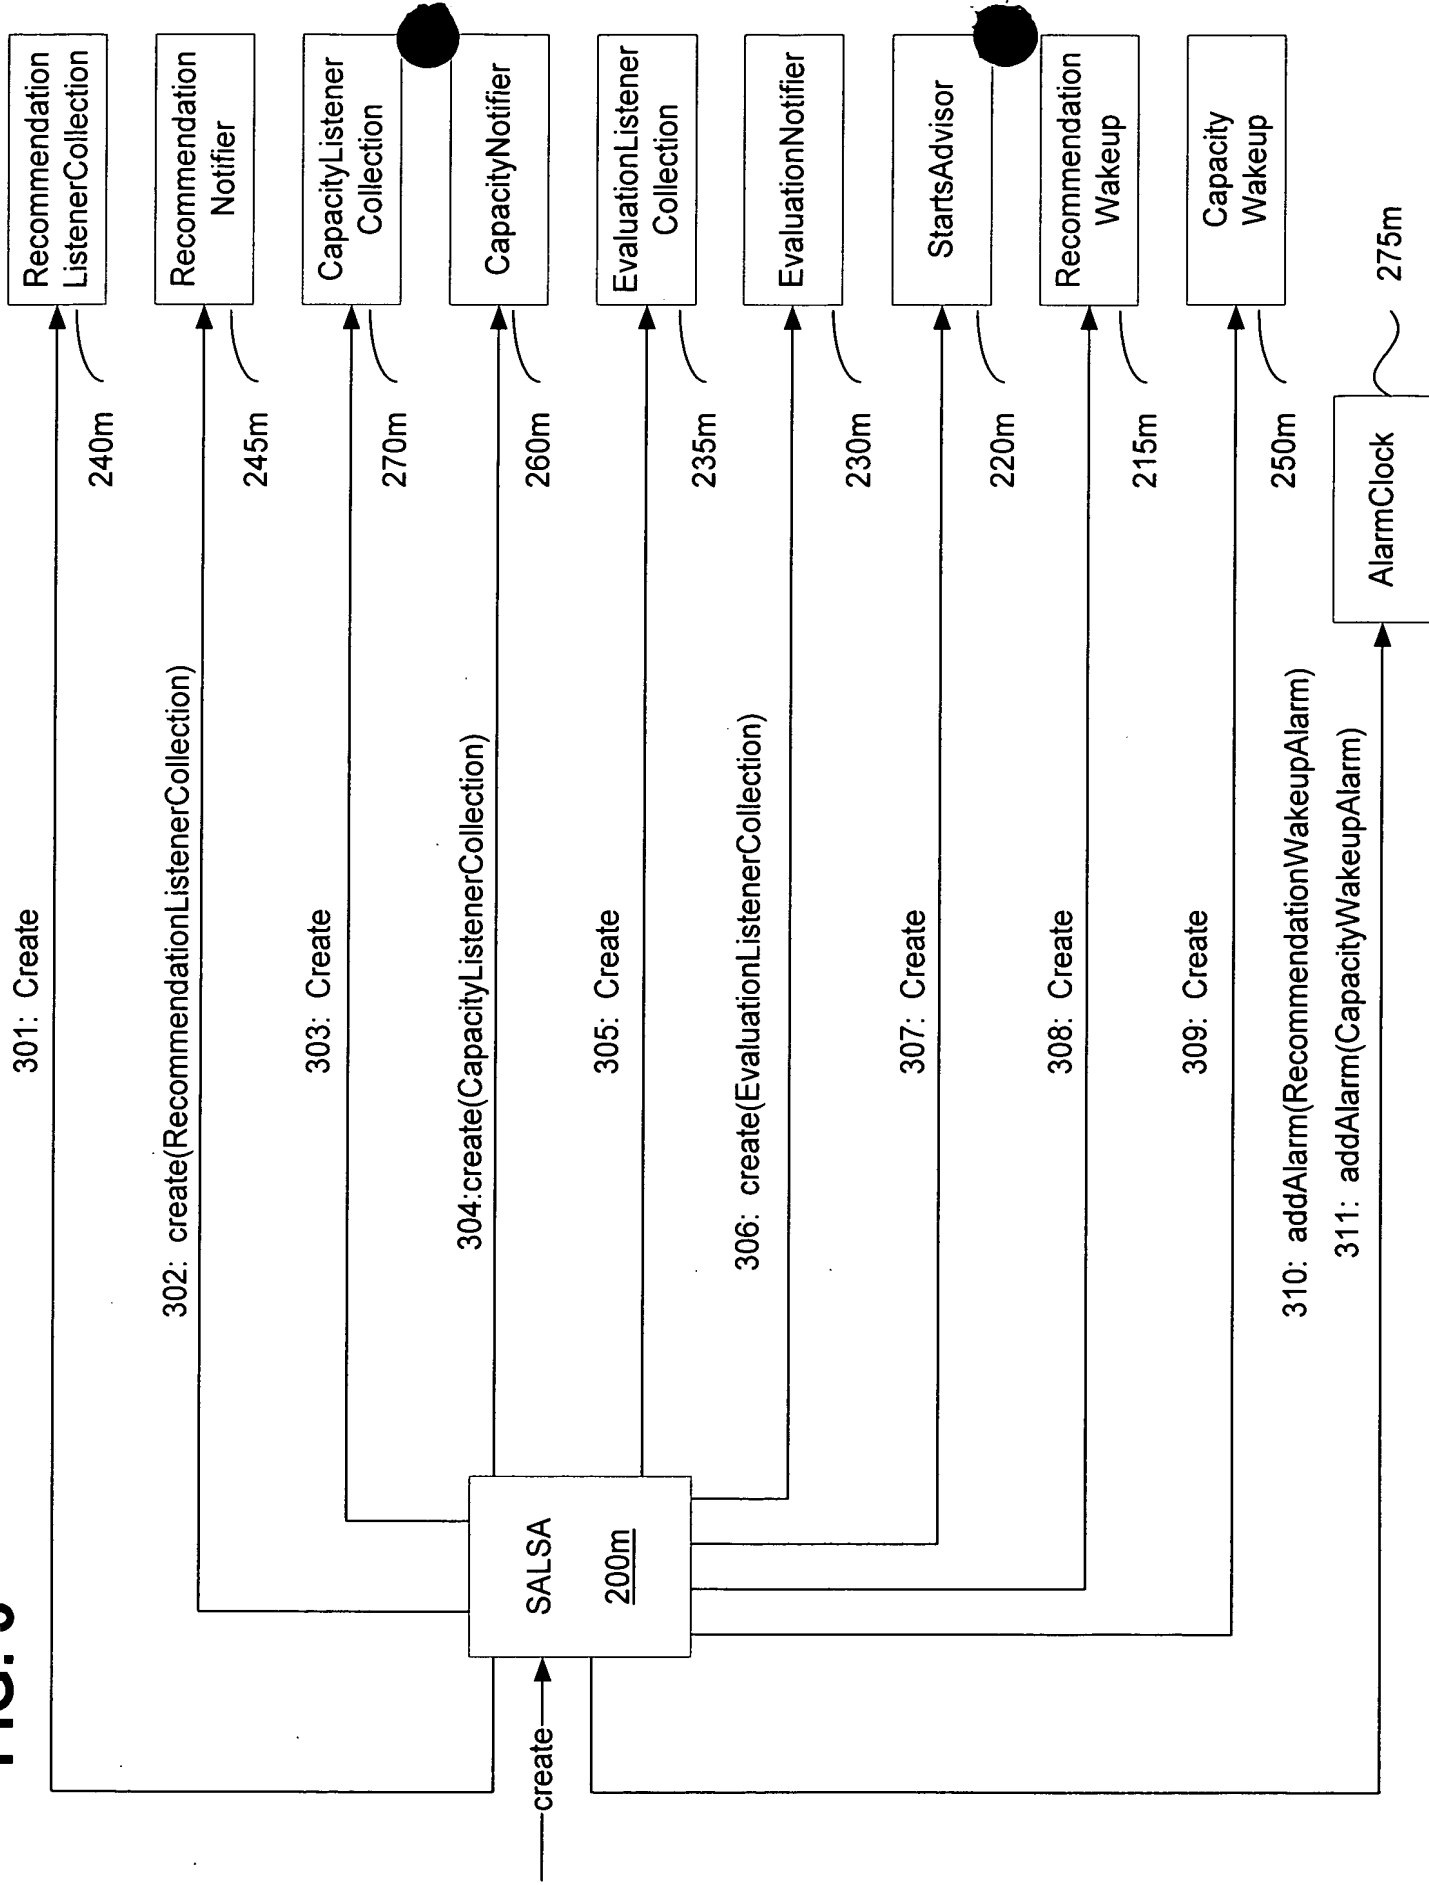 FIG. 3
301: Create
Recommendation
ListenerCollection
240m
302: create(RecommendationListenerCollection)
Recommendation
Notifier
245m
303: Create
CapacityListener
Collection
270m
304:create(CapacityListenerCollection)
CapacityNotifier
260m
305: Create
EvaluationListener
Collection
235m
306: create(EvaluationListenerCollection)
EvaluationNotifier
230m
create
SALSA
200m
307: Create
StartsAdvisor
220m
308: Create
Recommendation
Wakeup
215m
309: Create
Capacity
Wakeup
250m
310: addAlarm(RecommendationWakeupAlarm)
311: addAlarm(CapacityWakeupAlarm)
AlarmClock
275m